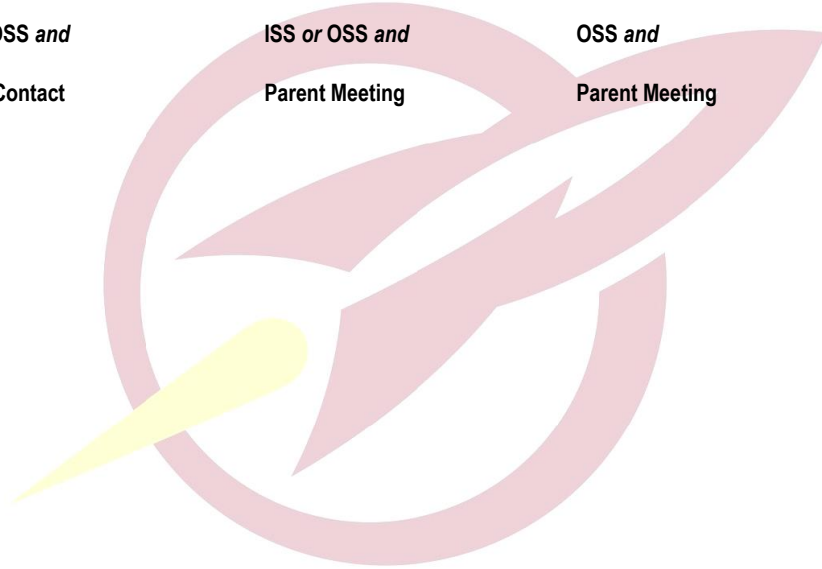 OSS and
Contact
ISS or OSS and
Parent Meeting
OSS and
Parent Meeting